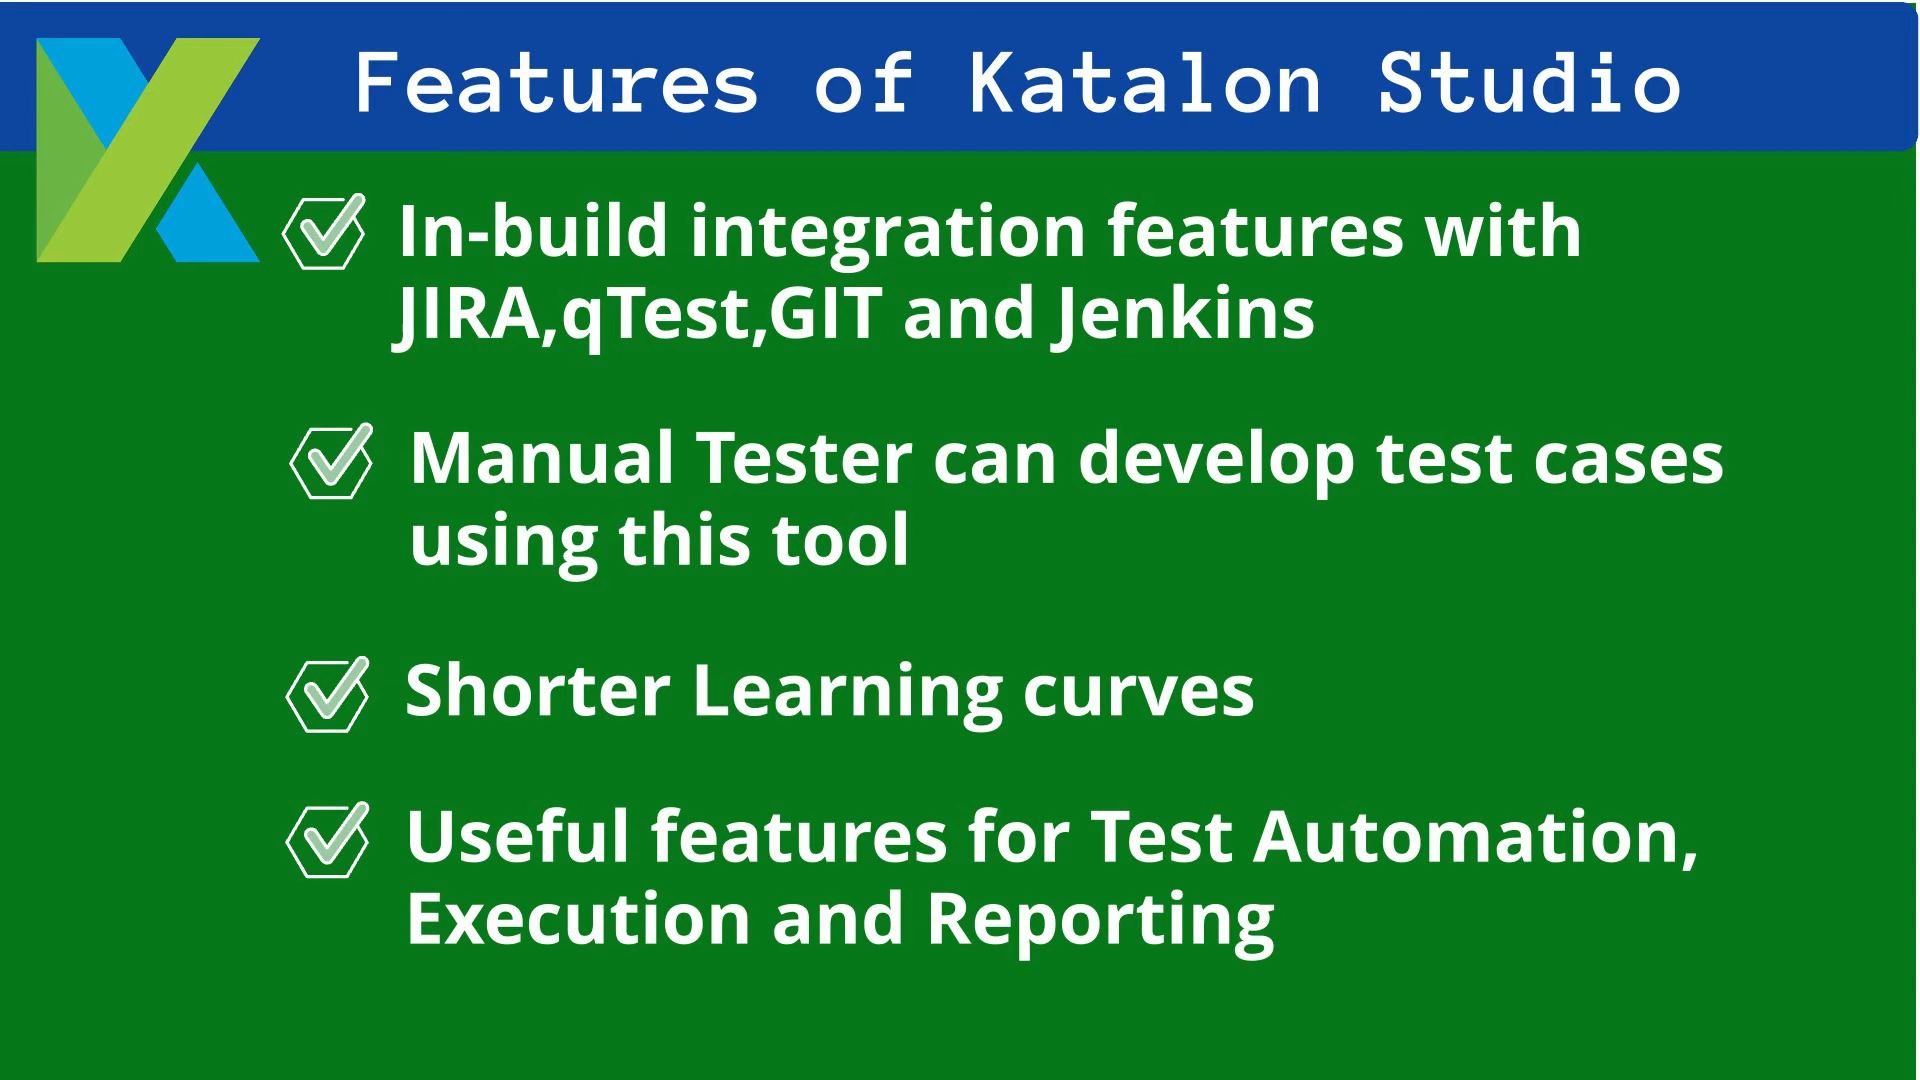 Features of Katalon Studio
In-build integration features with
JIRA,qTest,GIT and Jenkins
Manual Tester can develop test cases
using this tool
Shorter Learning curves
Useful features for Test Automation,
Execution and Reporting